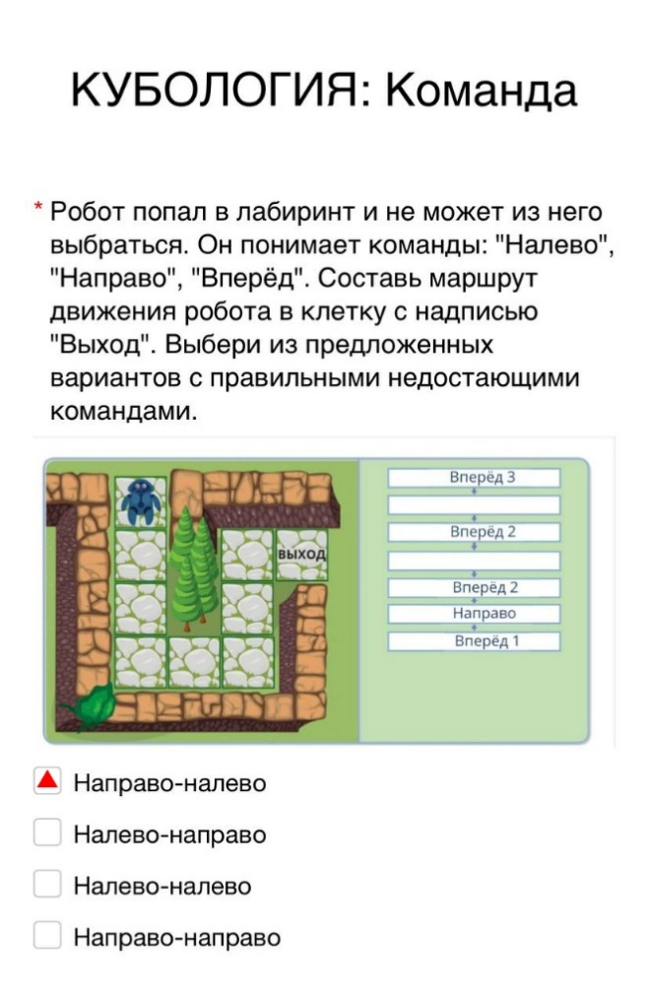 КУБОЛОГИЯ: Команда
* Робот попал в лабиринт и не может из него
выбраться. Он понимает команды: "Налево",
"Направо", "Вперёд". Составь маршрут
движения робота в клетку с надписью
"Выход". Выбери из предложенных
вариантов с правильными недостающими
командами.
ВЫХОД
Вперёд 3
Вперёд 2
Вперёд 2
Направо
Вперёд 1
Направо-налево
Налево-направо
Налево-налево
Направо-направо